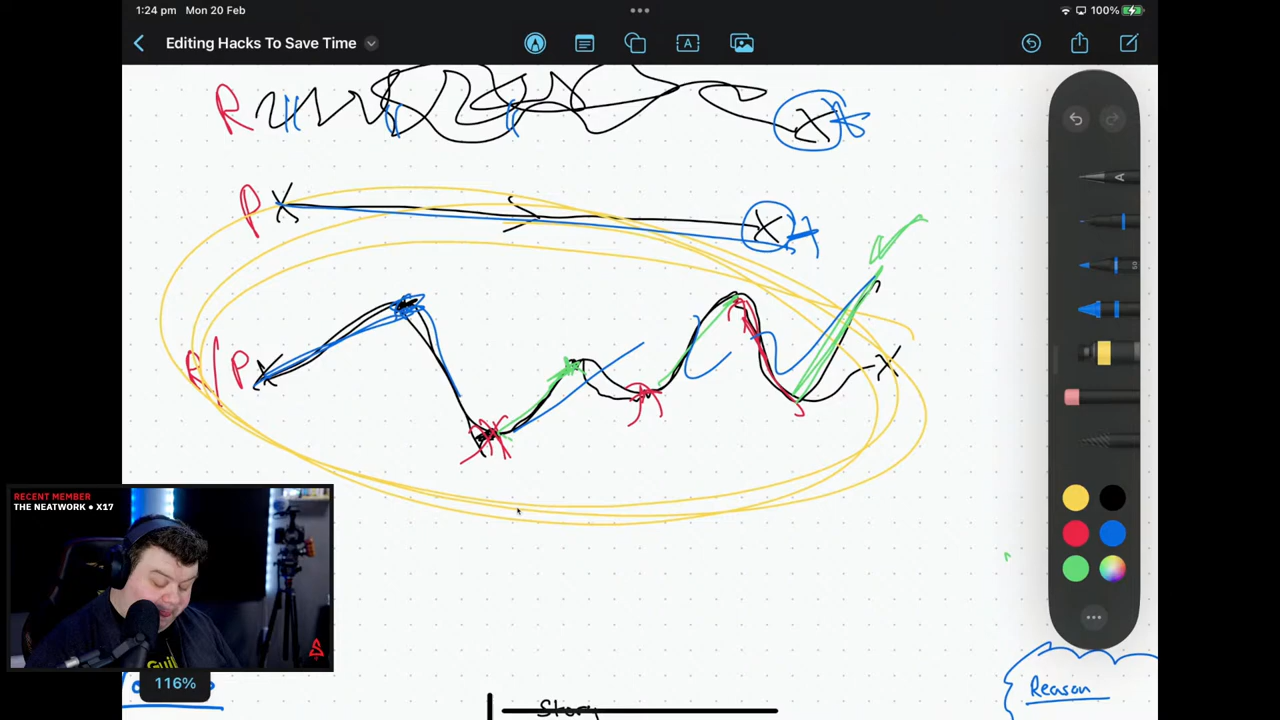 1:24 pm Mon 20 Feb
100%
Editing Hacks To Save Time
A
R
X
P X
X
R/P X
X
A
50
RECENT MEMBER
THE NEATWORK • X17
116%
Story
Reason